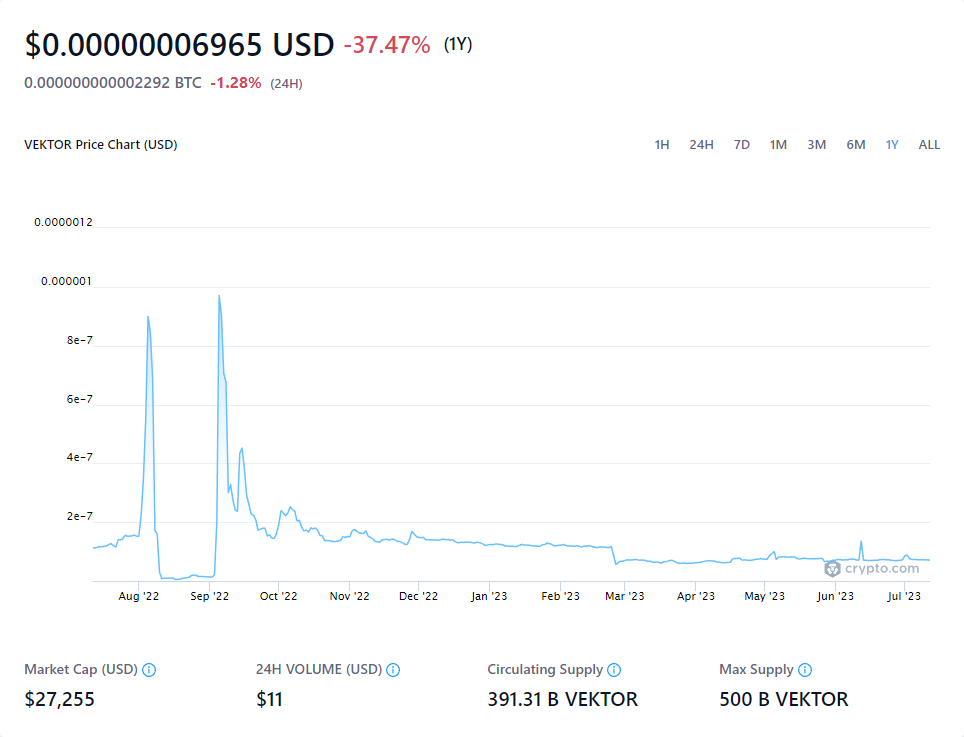 $0.00000006965 USD -37.47% (1Y)
0.000000000002292 BTC -1.28% (24H)
VEKTOR Price Chart (USD) 1H 24H 7D 1M 3M 6M 1Y ALL
0.0000012
0.000001
8e-7
6e-7
4e-7
2e-7
crypto.com
Aug '22 Sep '22 Oct '22 Nov '22 Dec '22 Jan '23 Feb '23 Mar '23 Apr '23 May '23 Jun '23 Jul '23
Market Cap (USD) 24H VOLUME (USD) Circulating Supply Max Supply
$27,255 $11 391.31 B VEKTOR 500 B VEKTOR